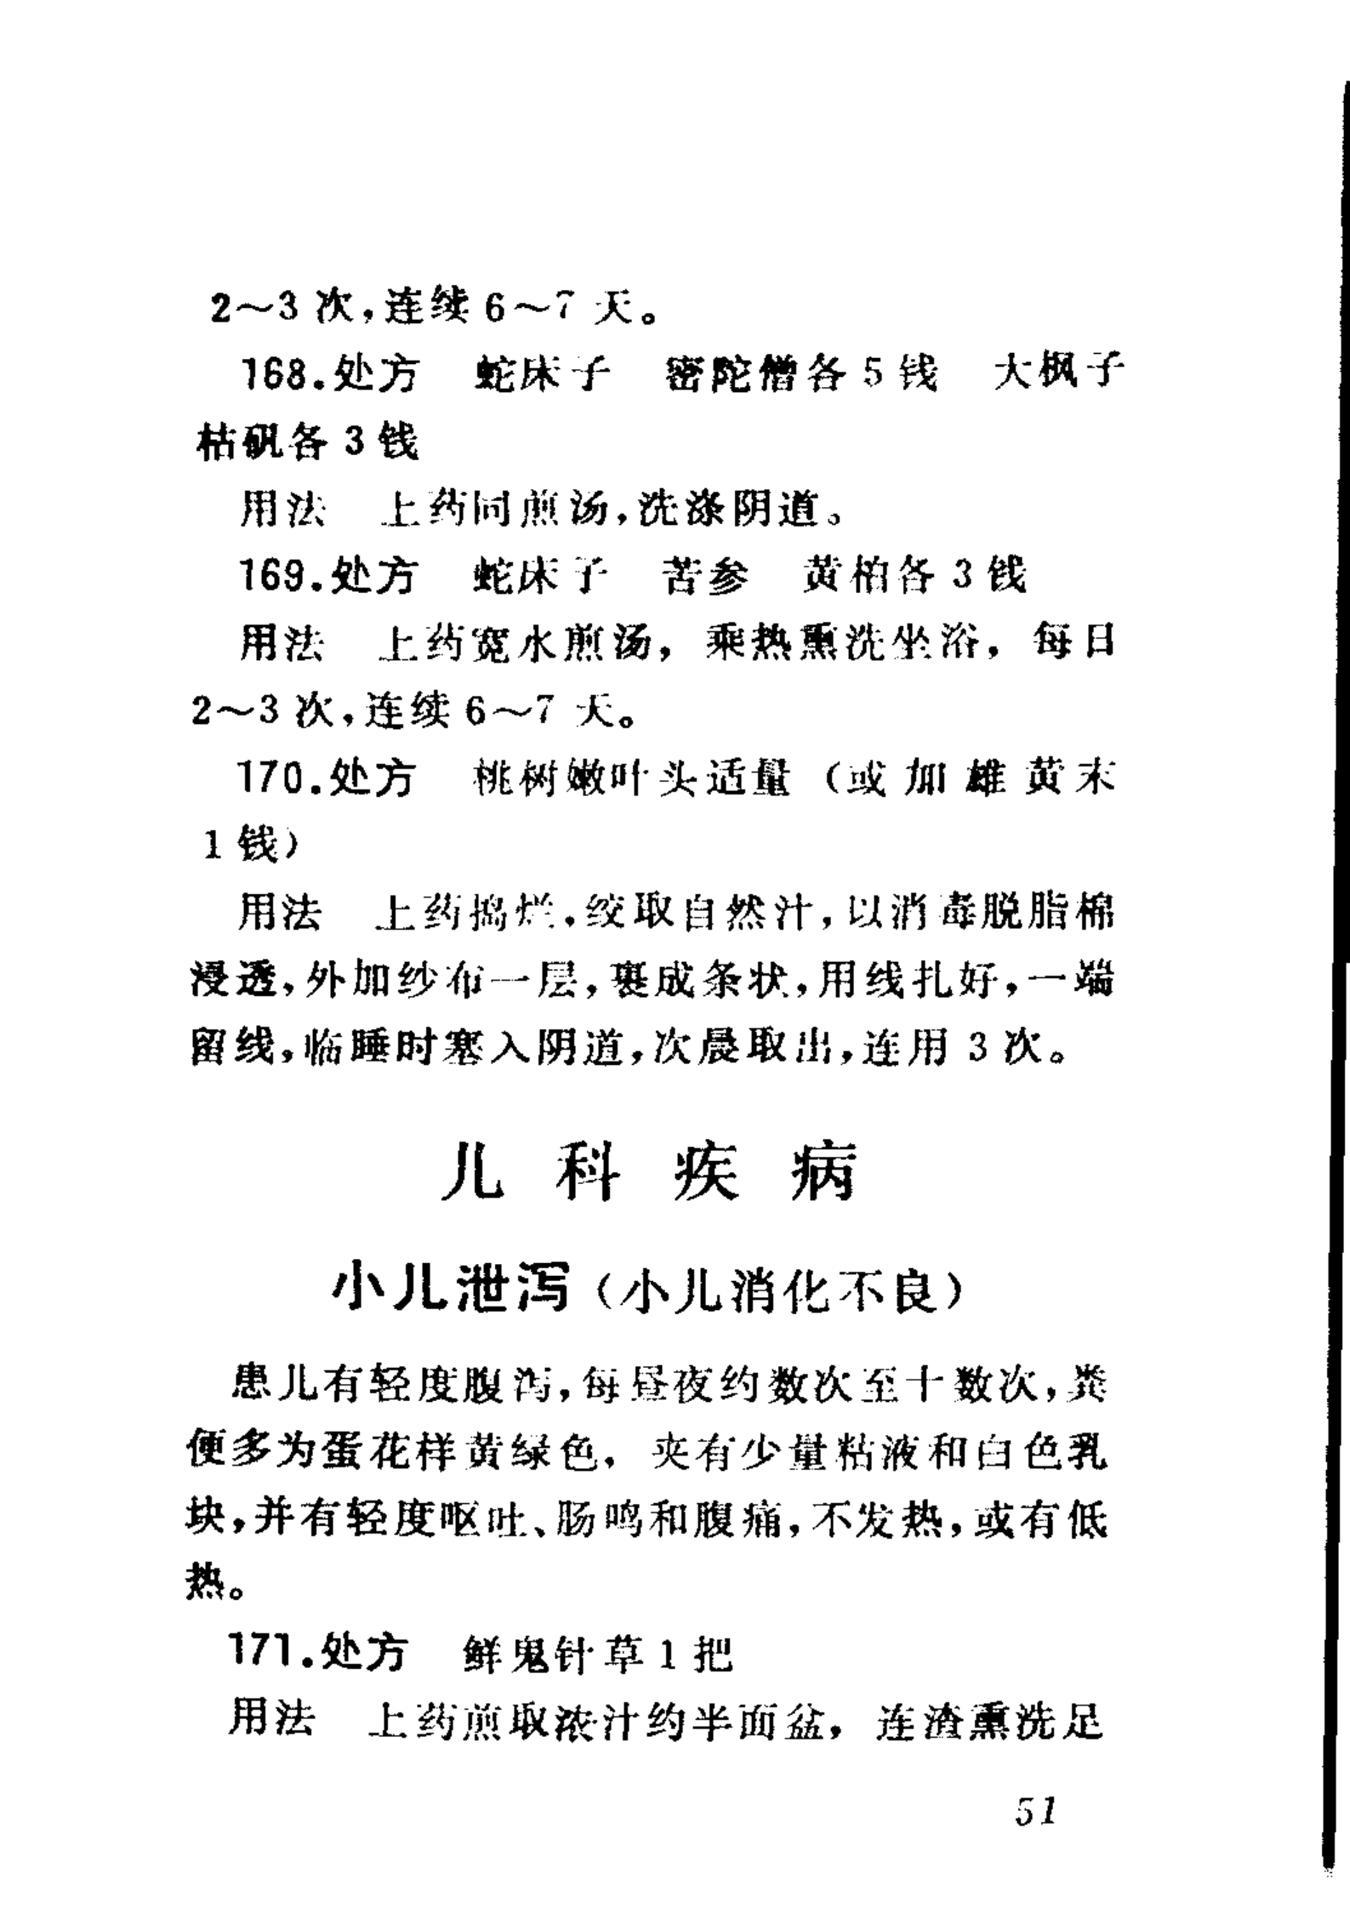 2～3次，连续6～7天。
168.处方　蛇床子　密陀僧各5钱　大枫子
枯矾各3钱
用法　上药同煎汤，洗涤阴道。
169.处方　蛇床子　苦参　黄柏各3钱
用法　上药宽水煎汤，乘热熏洗坐浴，每日
2～3次，连续6～7天。
170.处方　桃树嫩叶头适量（或加雄黄末
1钱）
用法　上药捣烂，绞取自然汁，以消毒脱脂棉
浸透，外加纱布一层，裹成条状，用线扎好，一端
留线，临睡时塞入阴道，次晨取出，连用3次。
儿科疾病
小儿泄泻（小儿消化不良）
患儿有轻度腹泻，每昼夜约数次至十数次，粪
便多为蛋花样黄绿色，夹有少量粘液和白色乳
块，并有轻度呕吐、肠鸣和腹痛，不发热，或有低
热。
171.处方　鲜鬼针草1把
用法　上药煎取浓汁约半面盆，连渣熏洗足
51